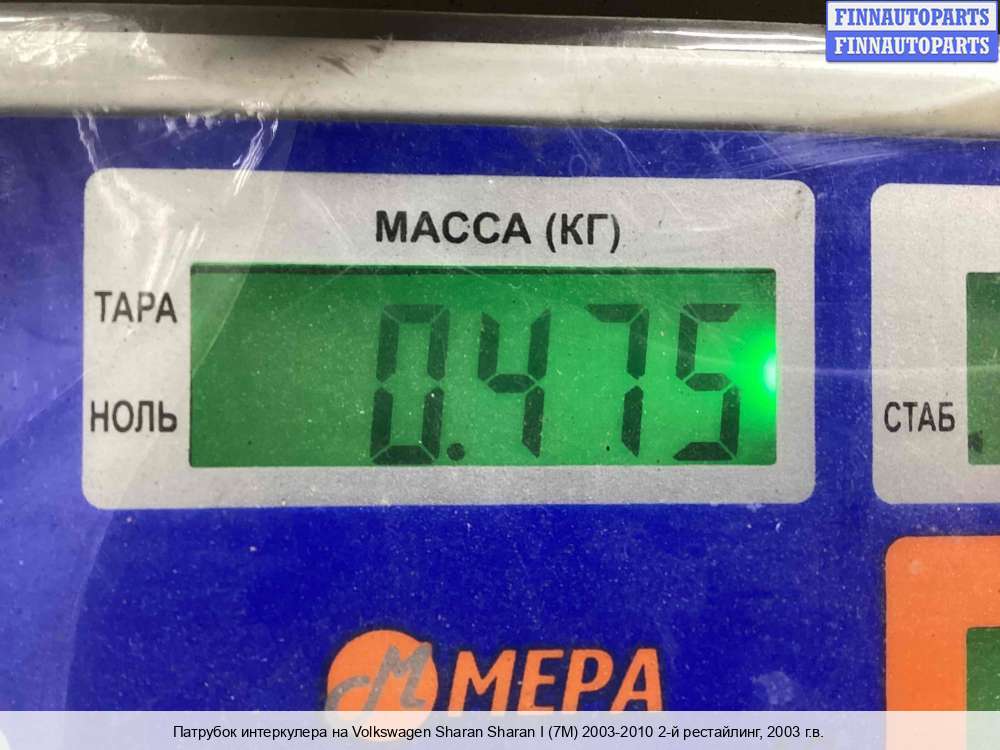 FINNAUTOPARTS
FINNAUTOPARTS
МАССА (КГ)
ТАРА
0.475
НОЛЬ
СТАБ
М МЕРА
Патрубок интеркулера на Volkswagen Sharan Sharan I (7M) 2003-2010 2-й рестайлинг, 2003 г.в.